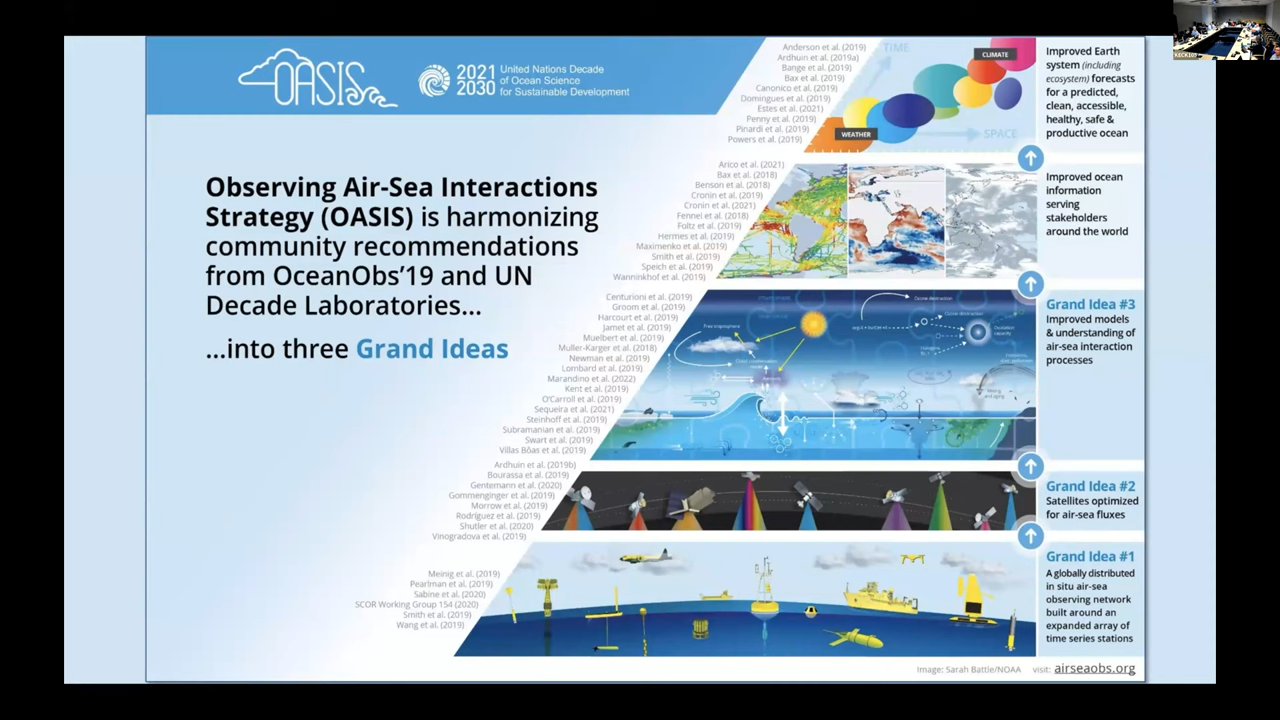 OASIS
2021
2030
United Nations Decade
of Ocean Science
for Sustainable Development
Observing Air-Sea Interactions
Strategy (OASIS) is harmonizing
community recommendations
from OceanObs’19 and UN
Decade Laboratories...
...into three Grand Ideas
Anderson et al. (2019)
Ardhuin et al. (2019a)
Bange et al. (2019)
Bax et al. (2019)
Canonico et al. (2019)
Domingues et al. (2019)
Estes et al. (2021)
Penny et al. (2019)
Pinardi et al. (2019)
Powers et al. (2019)
TIME
CLIMATE
WEATHER
SPACE
Improved Earth
system (including
ecosystem) forecasts
for a predicted,
clean, accessible,
healthy, safe &
productive ocean
Arico et al. (2021)
Bax et al. (2018)
Benson et al. (2018)
Cronin et al. (2019)
Cronin et al. (2021)
Fennel et al. (2018)
Foltz et al. (2019)
Hermes et al. (2019)
Maximenko et al. (2019)
Smith et al. (2019)
Speich et al. (2019)
Wanninkhof et al. (2019)
Improved ocean
information
serving
stakeholders
around the world
Centurioni et al. (2019)
Groom et al. (2019)
Harcourt et al. (2019)
Jamet et al. (2019)
Muelbert et al. (2019)
Muller-Karger et al. (2018)
Newman et al. (2019)
Lombard et al. (2019)
Marandino et al. (2022)
Kent et al. (2019)
O'Carroll et al. (2019)
Sequeira et al. (2021)
Steinhoff et al. (2019)
Subramanian et al. (2019)
Swart et al. (2019)
Villas Bôas et al. (2019)
Free troposphere
Ozone destruction
Ozone destruction
Grand Idea #3
Improved models
& understanding of
air-sea interaction
processes
Ardhuin et al. (2019b)
Bourassa et al. (2019)
Gentemann et al. (2020)
Gommenginger et al. (2019)
Morrow et al. (2019)
Rodríguez et al. (2019)
Shutler et al. (2020)
Vinogradova et al. (2019)
Grand Idea #2
Satellites optimized
for air-sea fluxes
Meinig et al. (2019)
Pearlman et al. (2019)
Sabine et al. (2020)
SCOR Working Group 154 (2020)
Smith et al. (2019)
Wang et al. (2019)
Grand Idea #1
A globally distributed
in situ air-sea
observing network
built around an
expanded array of
time series stations
Image: Sarah Battle/NOAA visit: airseaobs.org